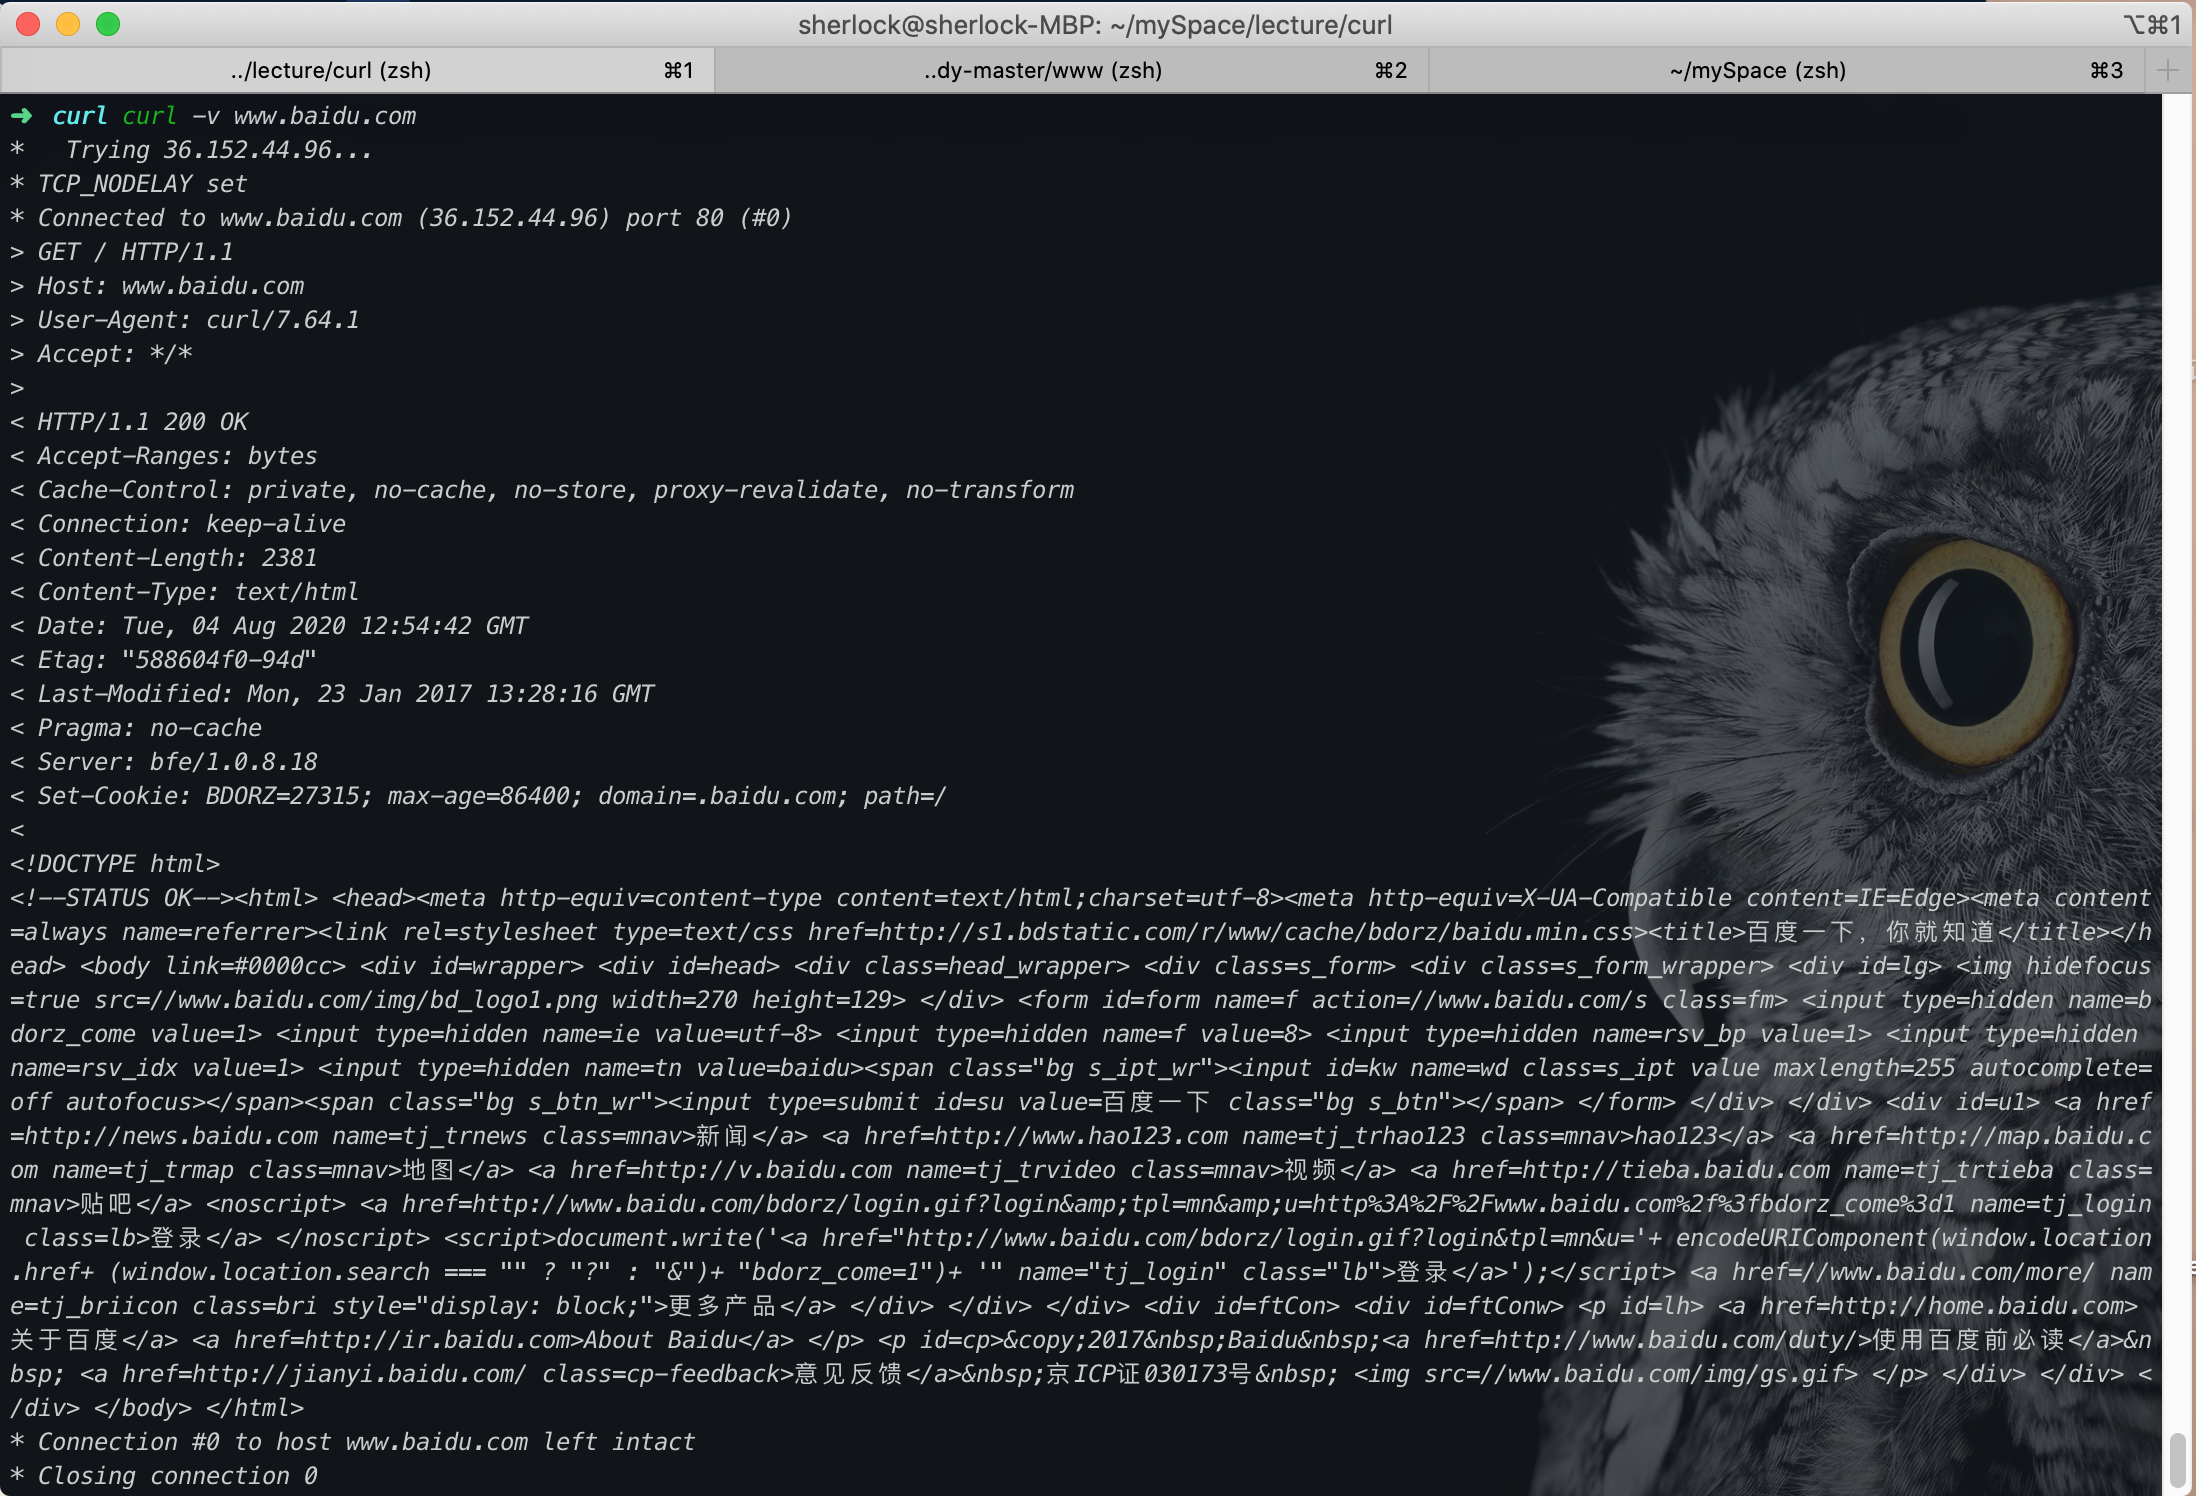 sherlock@sherlock-MBP: ~/mySpace/lecture/curl ⌥⌘1
../lecture/curl (zsh) ⌘1 ..dy-master/www (zsh) ⌘2 ~/mySpace (zsh) ⌘3
➜  curl curl -v www.baidu.com
*   Trying 36.152.44.96...
* TCP_NODELAY set
* Connected to www.baidu.com (36.152.44.96) port 80 (#0)
> GET / HTTP/1.1
> Host: www.baidu.com
> User-Agent: curl/7.64.1
> Accept: */*
>
< HTTP/1.1 200 OK
< Accept-Ranges: bytes
< Cache-Control: private, no-cache, no-store, proxy-revalidate, no-transform
< Connection: keep-alive
< Content-Length: 2381
< Content-Type: text/html
< Date: Tue, 04 Aug 2020 12:54:42 GMT
< Etag: "588604f0-94d"
< Last-Modified: Mon, 23 Jan 2017 13:28:16 GMT
< Pragma: no-cache
< Server: bfe/1.0.8.18
< Set-Cookie: BDORZ=27315; max-age=86400; domain=.baidu.com; path=/
<
<!DOCTYPE html>
<!--STATUS OK--><html> <head><meta http-equiv=content-type content=text/html;charset=utf-8><meta http-equiv=X-UA-Compatible content=IE=Edge><meta content
=always name=referrer><link rel=stylesheet type=text/css href=http://s1.bdstatic.com/r/www/cache/bdorz/baidu.min.css><title>百度一下，你就知道</title></h
ead> <body link=#0000cc> <div id=wrapper> <div id=head> <div class=head_wrapper> <div class=s_form> <div class=s_form_wrapper> <div id=lg> <img hidefocus
=true src=//www.baidu.com/img/bd_logo1.png width=270 height=129> </div> <form id=form name=f action=//www.baidu.com/s class=fm> <input type=hidden name=b
dorz_come value=1> <input type=hidden name=ie value=utf-8> <input type=hidden name=f value=8> <input type=hidden name=rsv_bp value=1> <input type=hidden
name=rsv_idx value=1> <input type=hidden name=tn value=baidu><span class="bg s_ipt_wr"><input id=kw name=wd class=s_ipt value maxlength=255 autocomplete=
off autofocus></span><span class="bg s_btn_wr"><input type=submit id=su value=百度一下 class="bg s_btn"></span> </form> </div> </div> <div id=u1> <a href
=http://news.baidu.com name=tj_trnews class=mnav>新闻</a> <a href=http://www.hao123.com name=tj_trhao123 class=mnav>hao123</a> <a href=http://map.baidu.c
om name=tj_trmap class=mnav>地图</a> <a href=http://v.baidu.com name=tj_trvideo class=mnav>视频</a> <a href=http://tieba.baidu.com name=tj_trtieba class=
mnav>贴吧</a> <noscript> <a href=http://www.baidu.com/bdorz/login.gif?login&amp;tpl=mn&amp;u=http%3A%2F%2Fwww.baidu.com%2f%3fbdorz_come%3d1 name=tj_login
 class=lb>登录</a> </noscript> <script>document.write('<a href="http://www.baidu.com/bdorz/login.gif?login&tpl=mn&u='+ encodeURIComponent(window.location
.href+ (window.location.search === "" ? "?" : "&")+ "bdorz_come=1")+ '" name="tj_login" class="lb">登录</a>');</script> <a href=//www.baidu.com/more/ nam
e=tj_briicon class=bri style="display: block;">更多产品</a> </div> </div> </div> <div id=ftCon> <div id=ftConw> <p id=lh> <a href=http://home.baidu.com>
关于百度</a> <a href=http://ir.baidu.com>About Baidu</a> </p> <p id=cp>&copy;2017&nbsp;Baidu&nbsp;<a href=http://www.baidu.com/duty/>使用百度前必读</a>&n
bsp; <a href=http://jianyi.baidu.com/ class=cp-feedback>意见反馈</a>&nbsp;京ICP证030173号&nbsp; <img src=//www.baidu.com/img/gs.gif> </p> </div> </div> <
/div> </body> </html>
* Connection #0 to host www.baidu.com left intact
* Closing connection 0